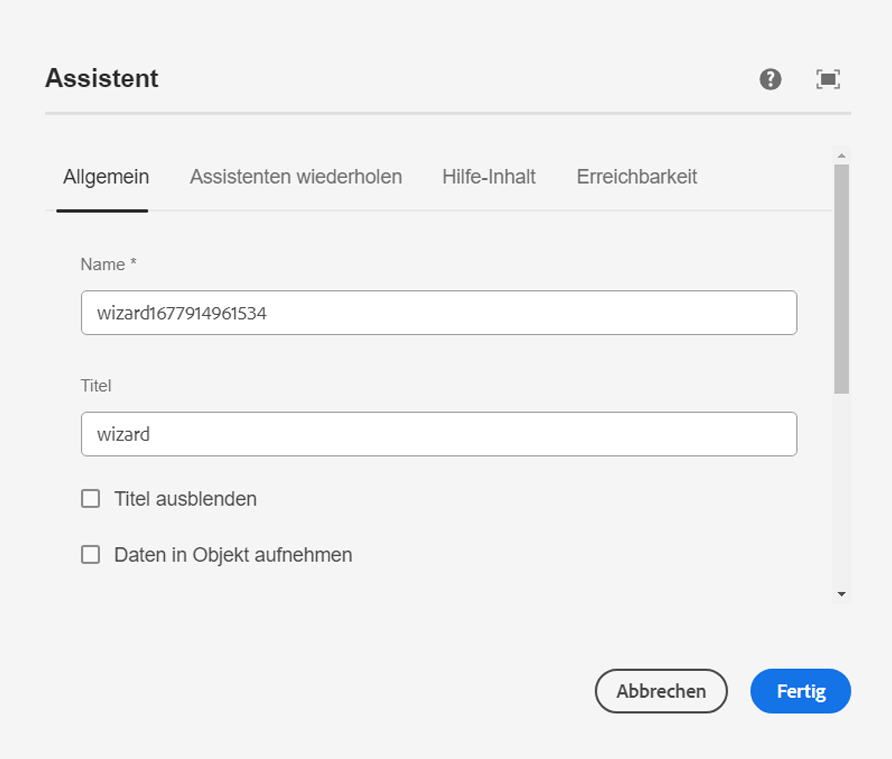 Assistent
Allgemein Assistenten wiederholen Hilfe-Inhalt Erreichbarkeit
Name *
wizard1677914961534
Titel
wizard
Titel ausblenden
Daten in Objekt aufnehmen
Abbrechen Fertig